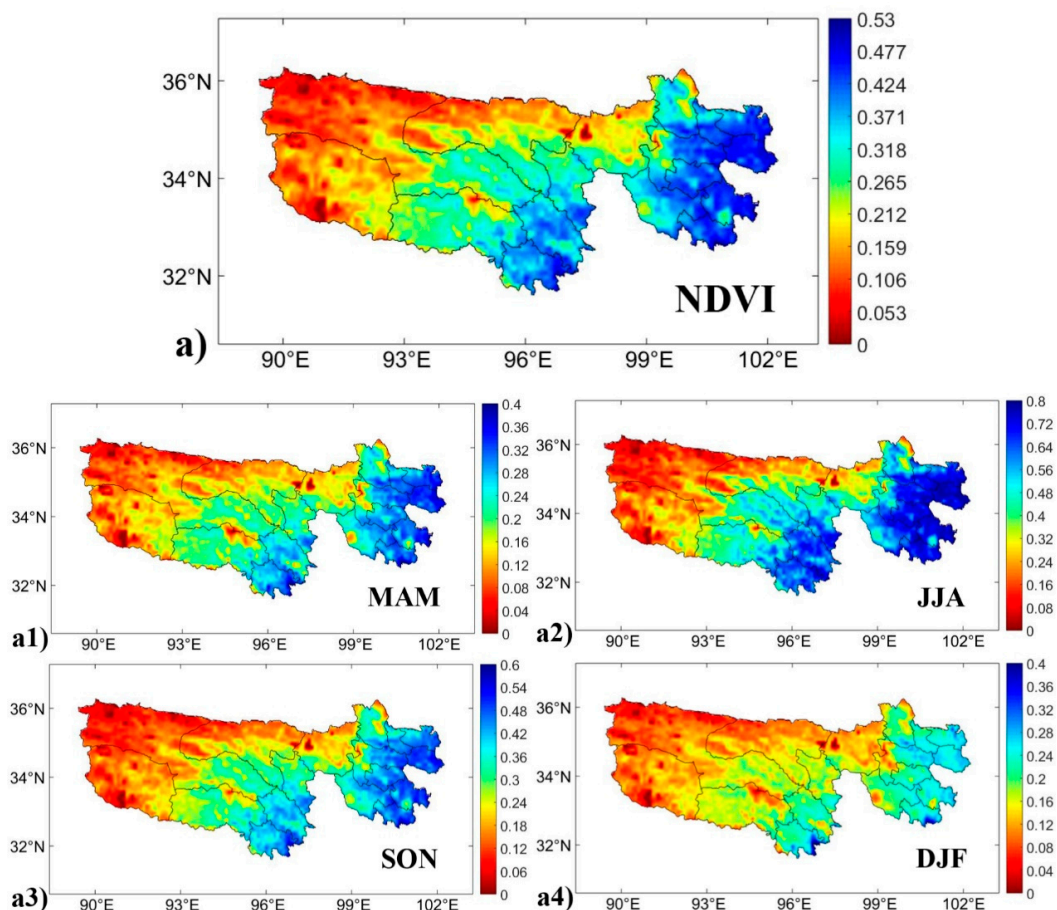 0.53
0.477
0.424
0.371
0.318
0.265
0.212
0.159
0.106
0.053
0
36°N
34°N
32°N
NDVI
a)
90°E 93°E 96°E 99°E 102°E
0.4
0.36
0.32
0.28
0.24
0.2
0.16
0.12
0.08
0.04
0
36°N
34°N
32°N
MAM
a1)
90°E 93°E 96°E 99°E 102°E
0.8
0.72
0.64
0.56
0.48
0.4
0.32
0.24
0.16
0.08
0
36°N
34°N
32°N
JJA
a2)
90°E 93°E 96°E 99°E 102°E
0.6
0.54
0.48
0.42
0.36
0.3
0.24
0.18
0.12
0.06
0
36°N
34°N
32°N
SON
a3)
90°E 93°E 96°E 99°E 102°E
0.4
0.36
0.32
0.28
0.24
0.2
0.16
0.12
0.08
0.04
0
36°N
34°N
32°N
DJF
a4)
90°E 93°E 96°E 99°E 102°E